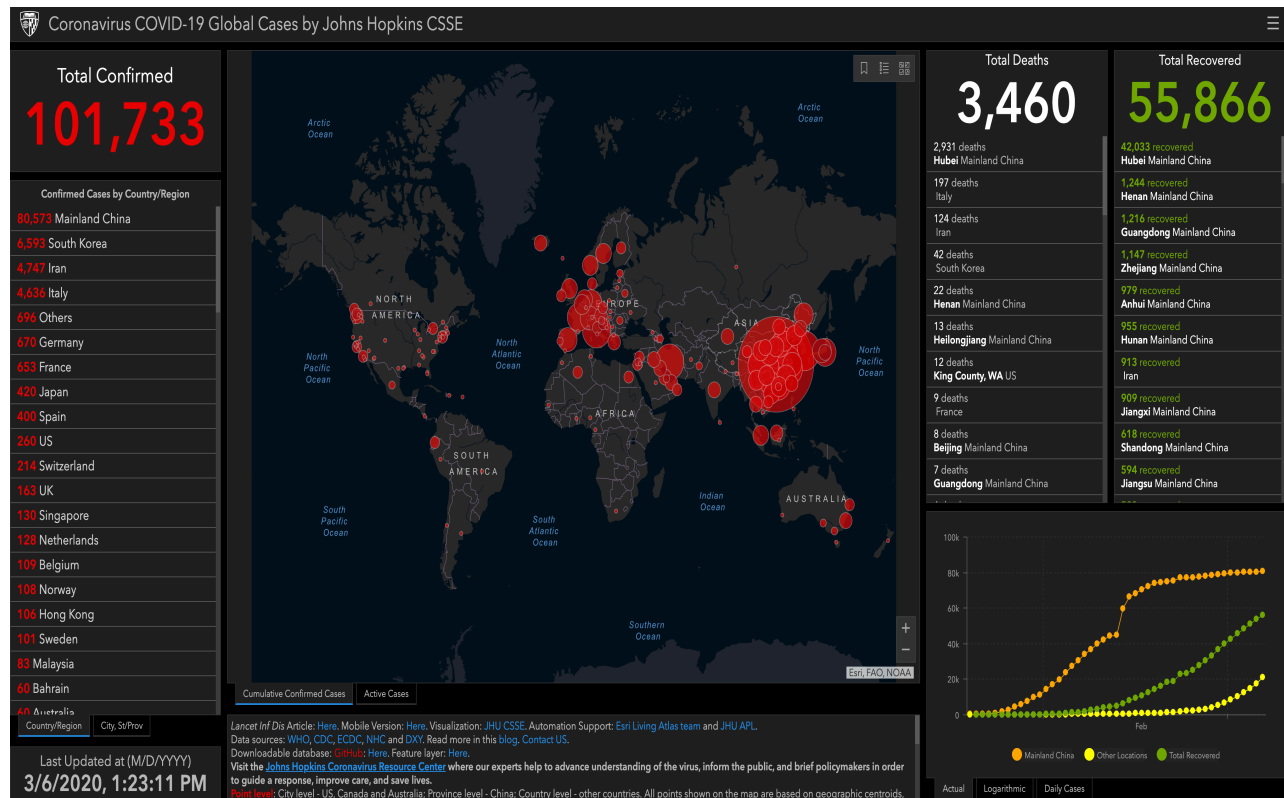 Coronavirus COVID-19 Global Cases by Johns Hopkins CSSE
Total Confirmed
101,733
Confirmed Cases by Country/Region
80,573 Mainland China
6,593 South Korea
4,747 Iran
4,636 Italy
696 Others
670 Germany
653 France
420 Japan
400 Spain
260 US
214 Switzerland
163 UK
130 Singapore
128 Netherlands
109 Belgium
108 Norway
106 Hong Kong
101 Sweden
83 Malaysia
60 Bahrain
60 Australia
Country/Region
City, St/Prov
Last Updated at (M/D/YYYY)
3/6/2020, 1:23:11 PM
Arctic
Ocean
Arctic
Ocean
NORTH
AMERICA
EUROPE
ASIA
North
Pacific
Ocean
North
Atlantic
Ocean
North
Pacific
Ocean
AFRICA
SOUTH
AMERICA
Indian
Ocean
AUSTRALIA
South
Pacific
Ocean
South
Atlantic
Ocean
Southern
Ocean
+
−
Esri, FAO, NOAA
Cumulative Confirmed Cases
Active Cases
Lancet Inf Dis Article: Here. Mobile Version: Here. Visualization: JHU CSSE. Automation Support: Esri Living Atlas team and JHU APL.
Data sources: WHO, CDC, ECDC, NHC and DXY. Read more in this blog. Contact US.
Downloadable database: GitHub: Here. Feature layer: Here.
Visit the Johns Hopkins Coronavirus Resource Center where our experts help to advance understanding of the virus, inform the public, and brief policymakers in order
to guide a response, improve care, and save lives.
Point level: City level - US, Canada and Australia; Province level - China; Country level - other countries. All points shown on the map are based on geographic centroids,
Total Deaths
3,460
2,931 deaths
Hubei Mainland China
197 deaths
Italy
124 deaths
Iran
42 deaths
South Korea
22 deaths
Henan Mainland China
13 deaths
Heilongjiang Mainland China
12 deaths
King County, WA US
9 deaths
France
8 deaths
Beijing Mainland China
7 deaths
Guangdong Mainland China
Total Recovered
55,866
42,033 recovered
Hubei Mainland China
1,244 recovered
Henan Mainland China
1,216 recovered
Guangdong Mainland China
1,147 recovered
Zhejiang Mainland China
979 recovered
Anhui Mainland China
955 recovered
Hunan Mainland China
913 recovered
Iran
909 recovered
Jiangxi Mainland China
618 recovered
Shandong Mainland China
594 recovered
Jiangsu Mainland China
100k
80k
60k
40k
20k
0
Feb
Mainland China
Other Locations
Total Recovered
Actual
Logarithmic
Daily Cases